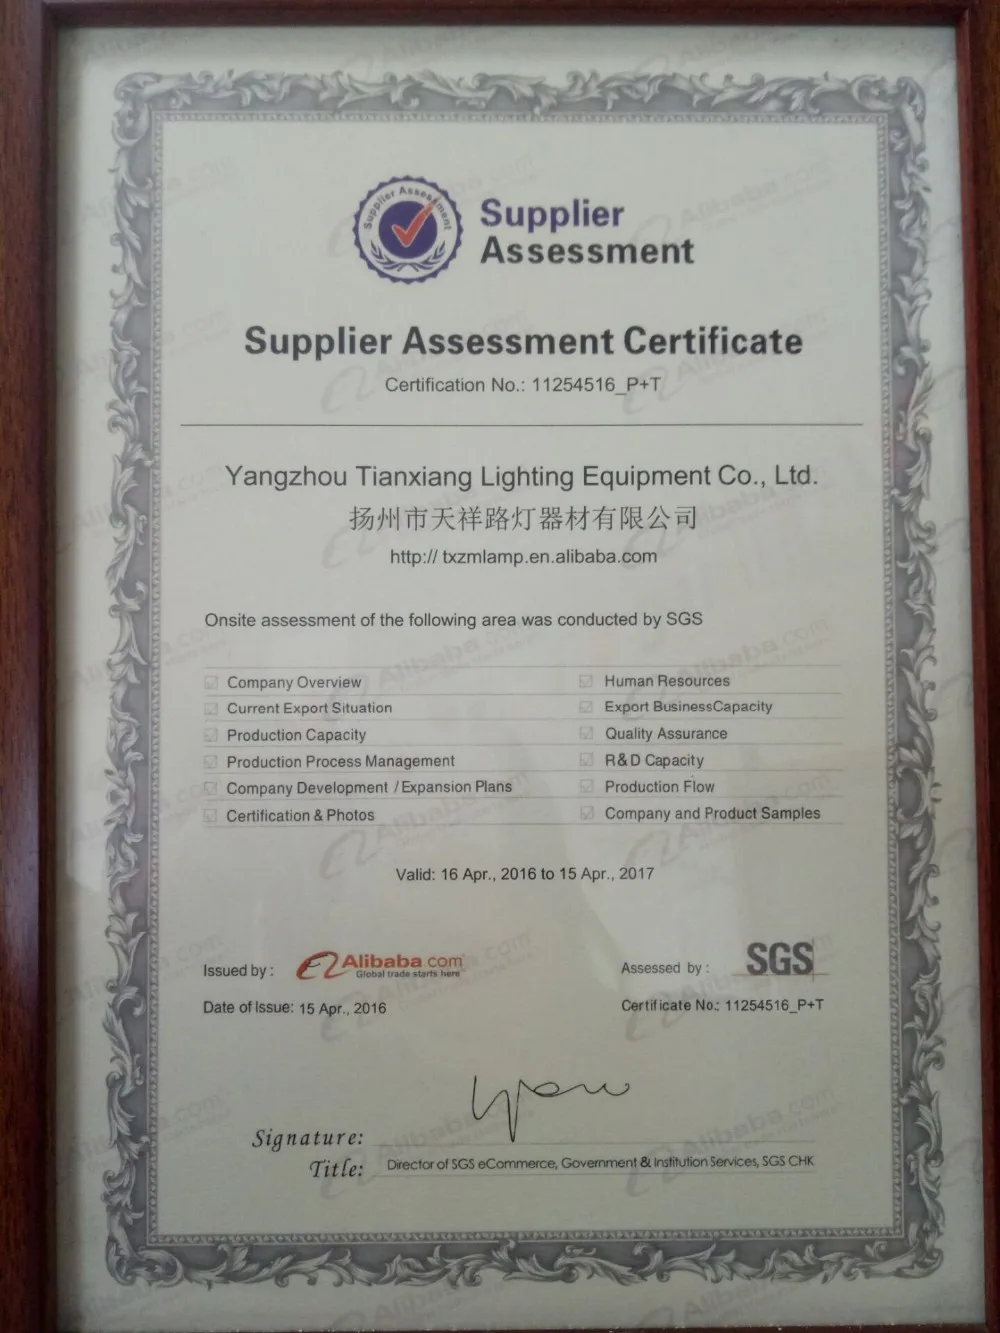 Supplier Assessment
Supplier
Assessment
Supplier Assessment Certificate
Certification No.: 11254516_P+T
Yangzhou Tianxiang Lighting Equipment Co., Ltd.
扬州市天祥路灯器材有限公司
http:// txzmlamp.en.alibaba.com
Onsite assessment of the following area was conducted by SGS
Company Overview
Human Resources
Current Export Situation
Export BusinessCapacity
Production Capacity
Quality Assurance
Production Process Management
R&D Capacity
Company Development / Expansion Plans
Production Flow
Certification & Photos
Company and Product Samples
Valid: 16 Apr., 2016 to 15 Apr., 2017
Issued by : Alibaba.com
Global trade starts here
Assessed by : SGS
Date of Issue: 15 Apr., 2016
Certificate No.: 11254516_P+T
Signature:
Title: Director of SGS eCommerce, Government & Institution Services, SGS CHK